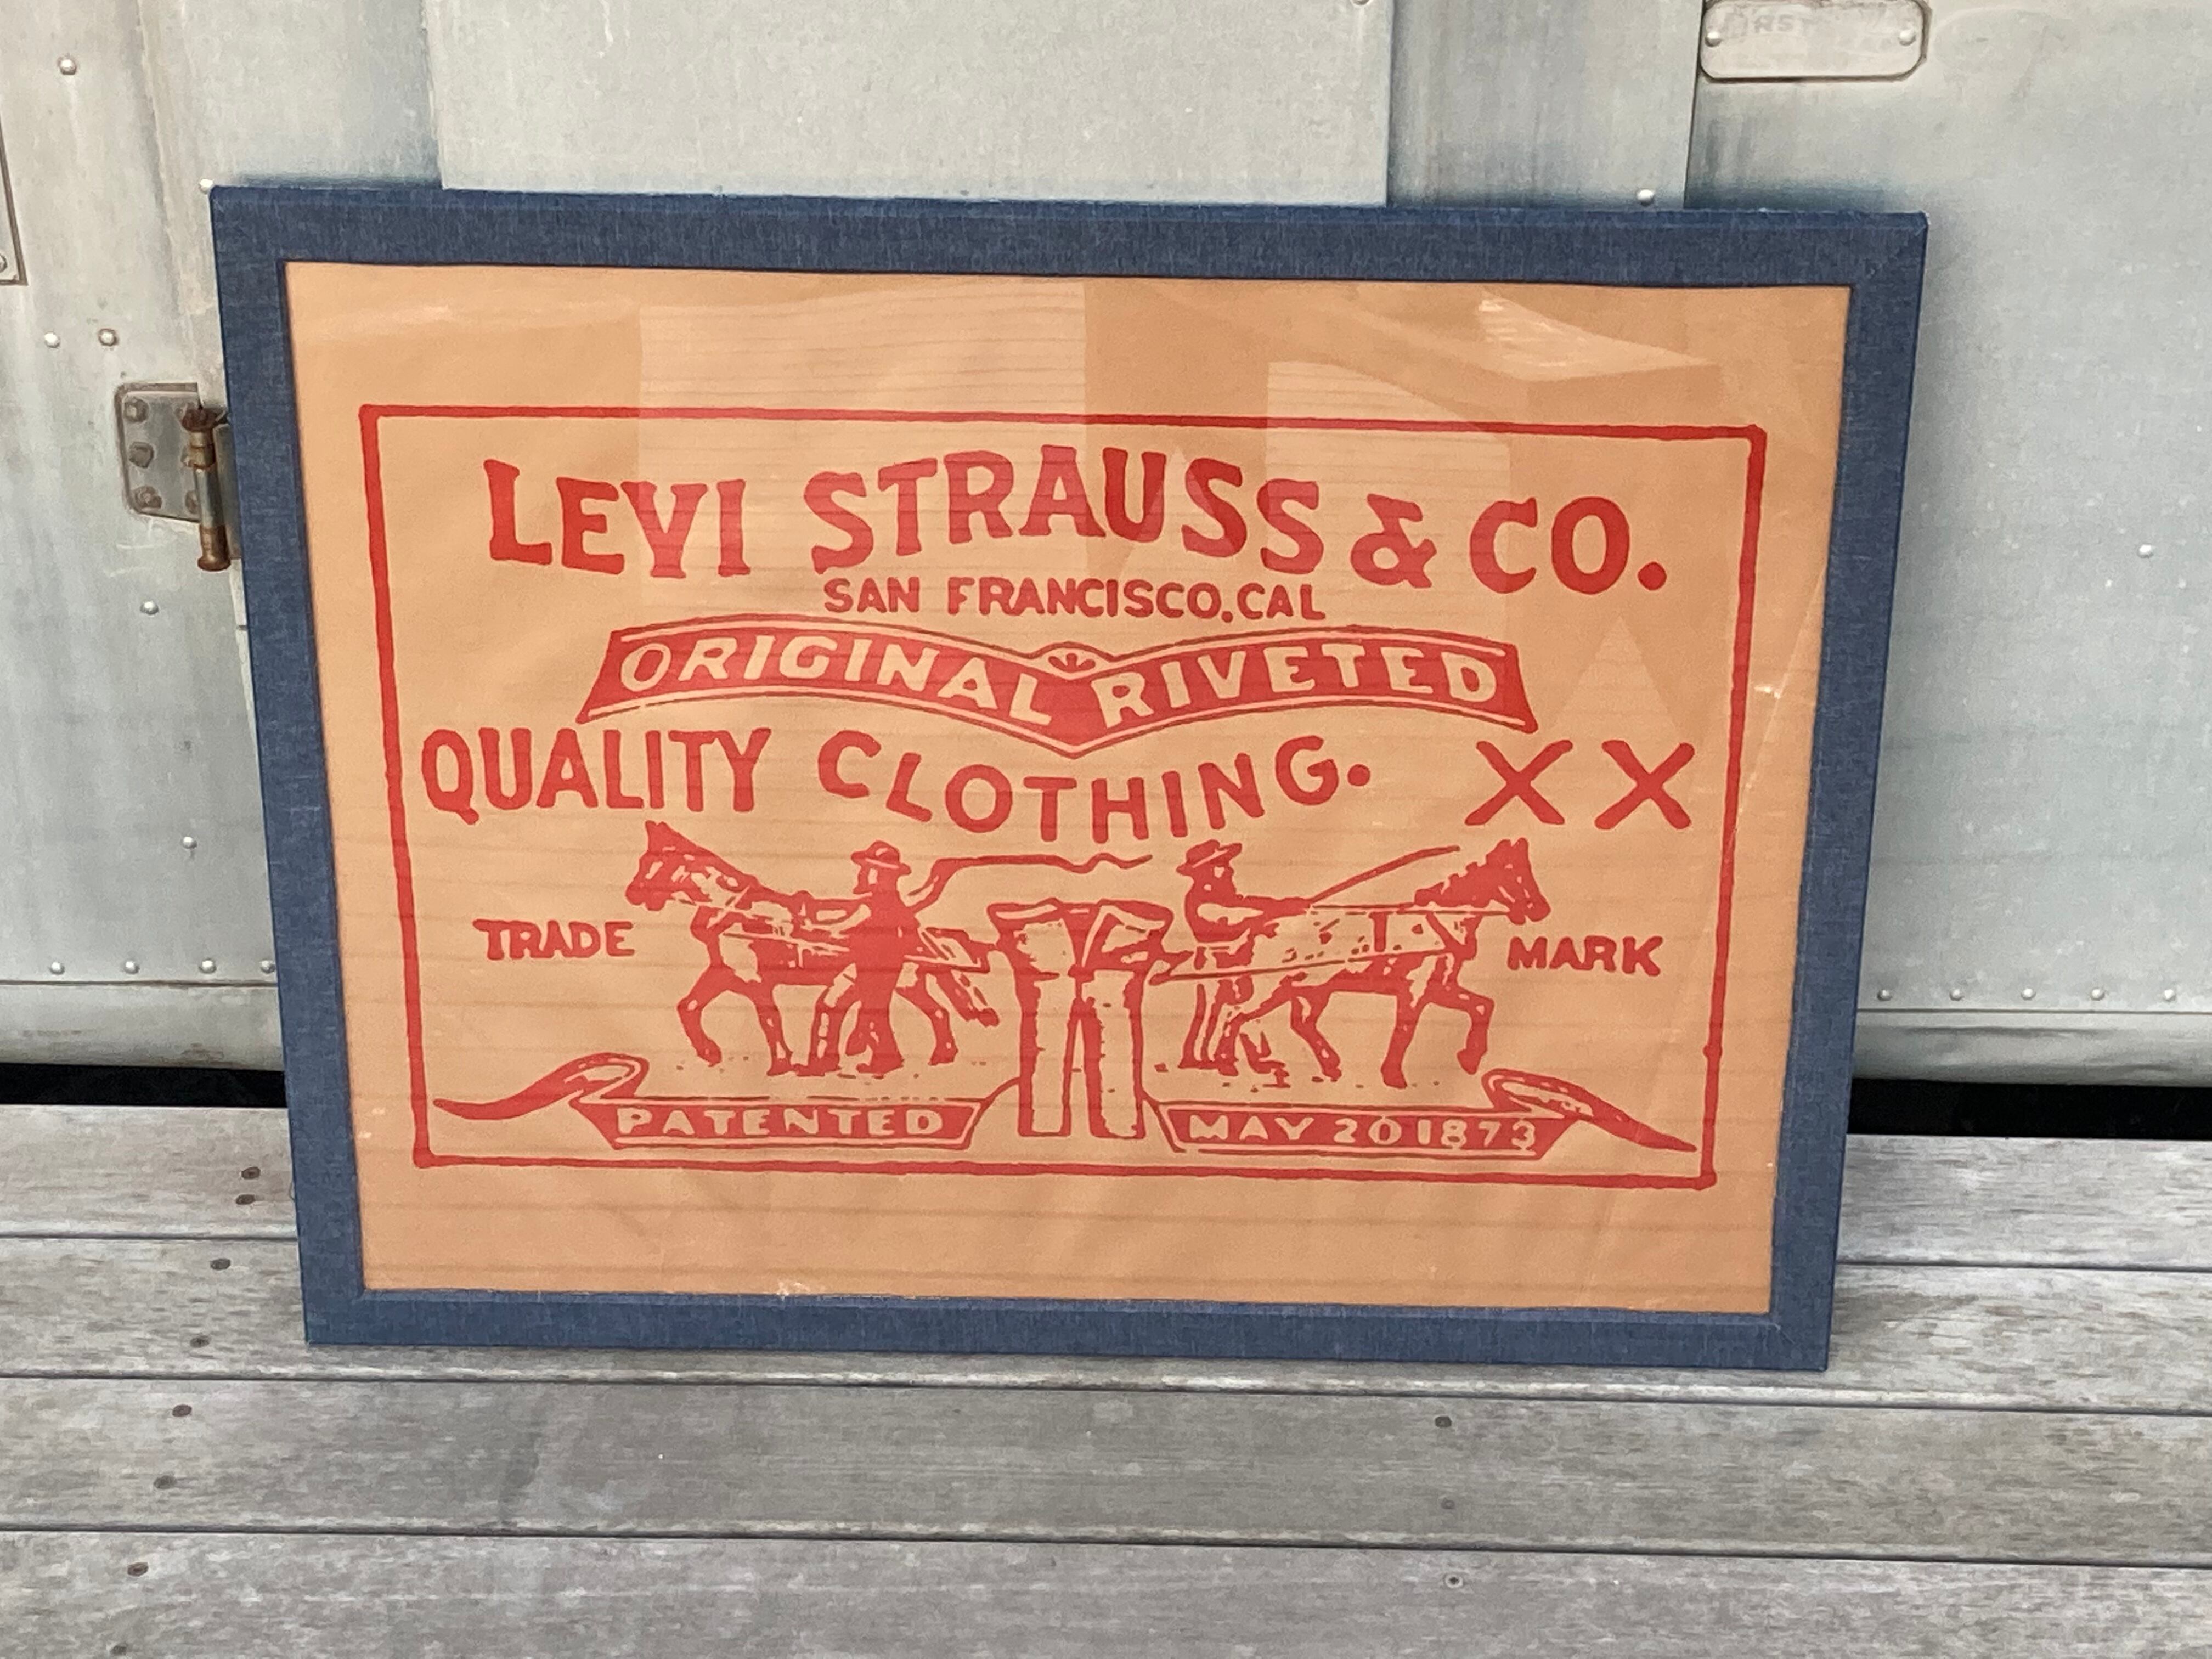 LEVI STRAUSS & CO.
SAN FRANCISCO, CAL
ORIGINAL RIVETED
QUALITY CLOTHING. XX
TRADE MARK
PATENTED MAY 20 1873